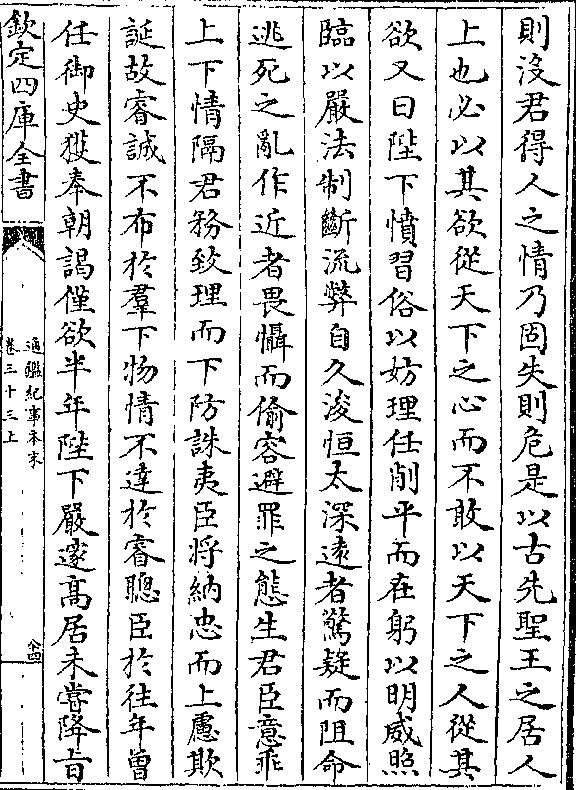 則沒君得人之情乃固失則危是以古先聖王之居人
上也必以其欲從天下之心而不敢以天下之人從其
欲又曰陛下憤習俗以妨理任削平而在躬以明威照
臨以嚴法制斷流弊自久浚恒太深遠者驚疑而阻命
逃死之亂作近者畏懾而偷容避罪之態生君臣意乖
上下情隔君務致理而下防誅夷臣將納忠而上慮欺
誕故睿誠不布於羣下物情不達於睿聰臣於往年曾
任御史獲奉朝謁僅欲半年陛下嚴邃高居未嘗降旨
欽定四庫全書
通鑑紀事本末
卷三十三上